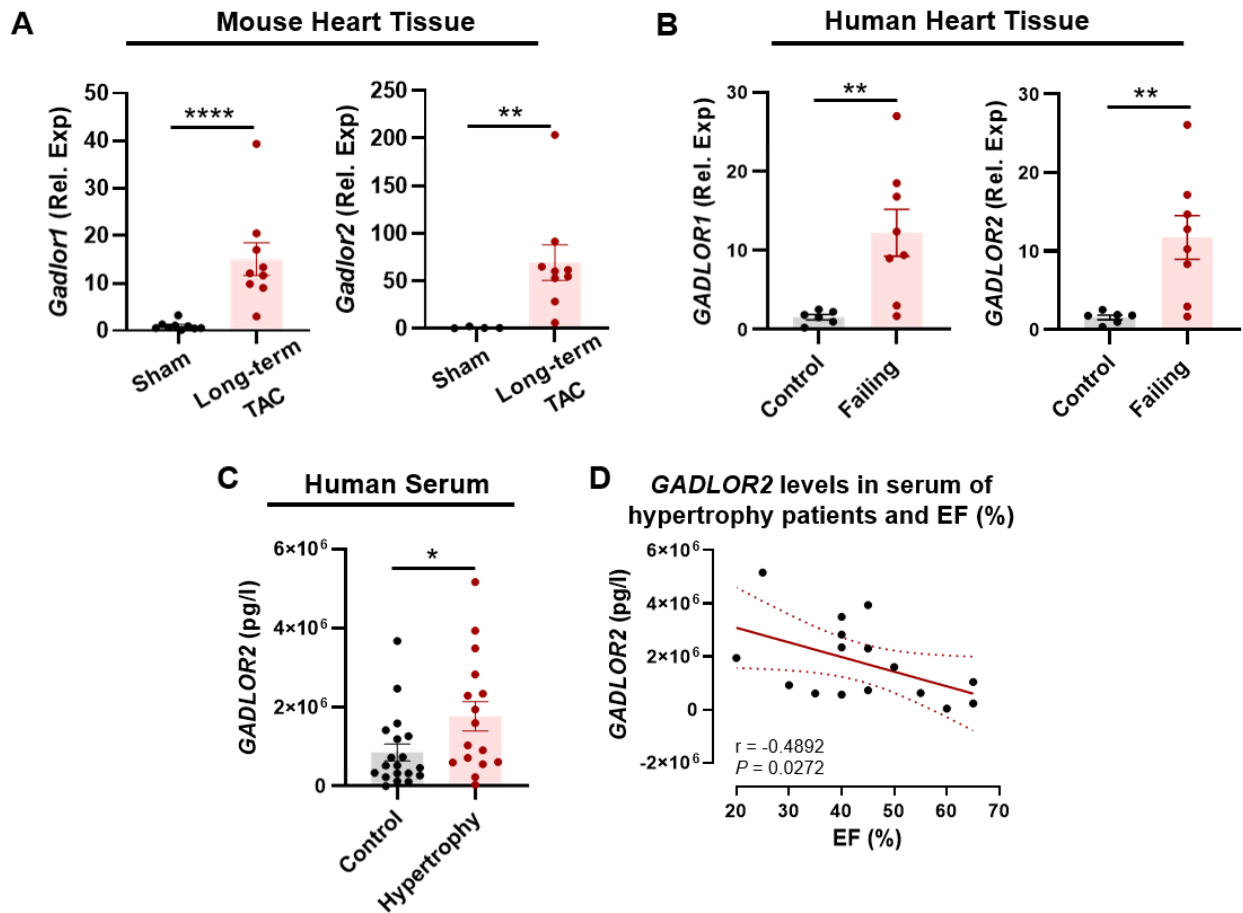 A
Mouse Heart Tissue
Gadlor1 (Rel. Exp)
50
40
30
20
10
0
****
Sham
Long-term
TAC
Gadlor2 (Rel. Exp)
250
200
150
100
50
0
**
Sham
Long-term
TAC
B
Human Heart Tissue
GADLOR1 (Rel. Exp)
30
20
10
0
**
Control
Failing
GADLOR2 (Rel. Exp)
30
20
10
0
**
Control
Failing
C
Human Serum
GADLOR2 (pg/l)
6×10⁶
4×10⁶
2×10⁶
0
*
Control
Hypertrophy
D
GADLOR2 levels in serum of
hypertrophy patients and EF (%)
GADLOR2 (pg/l)
6×10⁶
4×10⁶
2×10⁶
0
-2×10⁶
r = -0.4892
P = 0.0272
20 30 40 50 60 70
EF (%)